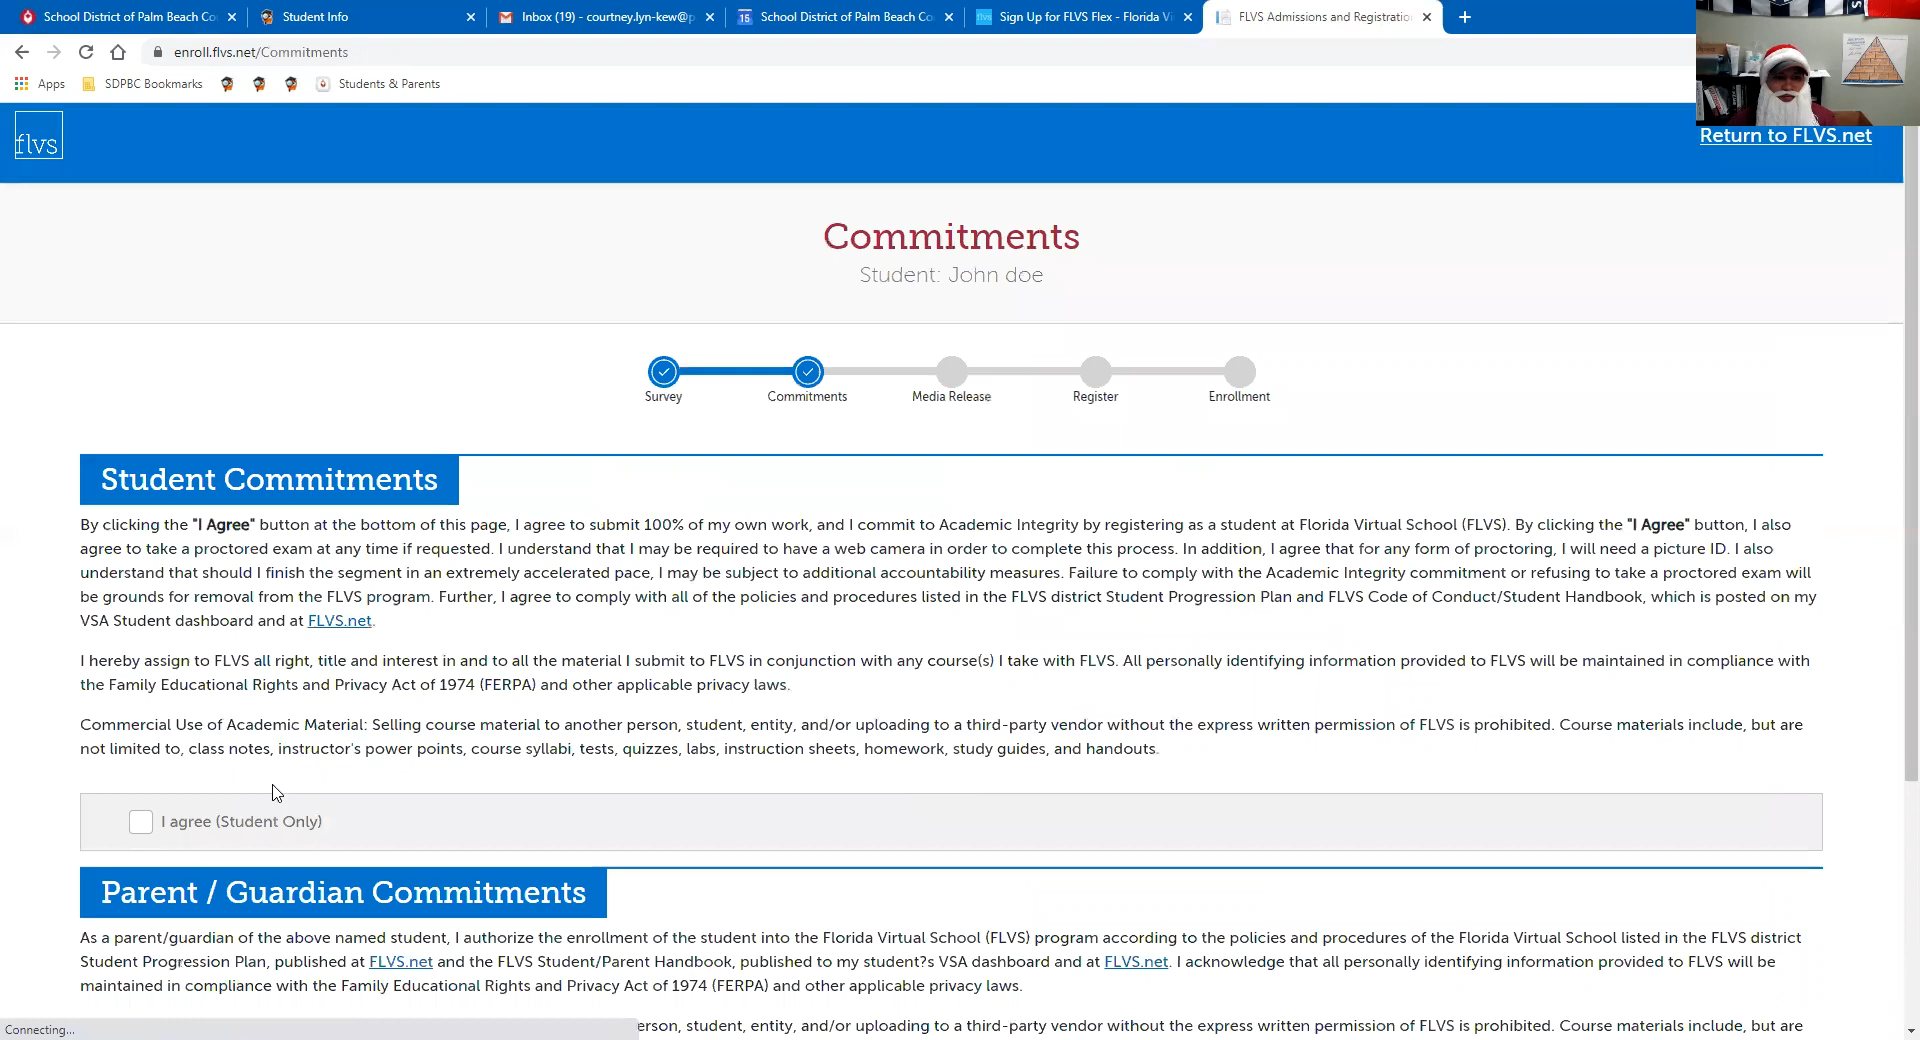 School District of Palm Beach Co
Student Info
Inbox (19) - courtney.lyn-kew@p
15
School District of Palm Beach Co
flvs
Sign Up for FLVS Flex - Florida Vi
FLVS Admissions and Registratio
enroll.flvs.net/Commitments
Apps
SDPBC Bookmarks
Students & Parents
flvs
Return to FLVS.net
Commitments
Student: John doe
Survey
Commitments
Media Release
Register
Enrollment
Student Commitments
By clicking the "I Agree" button at the bottom of this page, I agree to submit 100% of my own work, and I commit to Academic Integrity by registering as a student at Florida Virtual School (FLVS). By clicking the "I Agree" button, I also
agree to take a proctored exam at any time if requested. I understand that I may be required to have a web camera in order to complete this process. In addition, I agree that for any form of proctoring, I will need a picture ID. I also
understand that should I finish the segment in an extremely accelerated pace, I may be subject to additional accountability measures. Failure to comply with the Academic Integrity commitment or refusing to take a proctored exam will
be grounds for removal from the FLVS program. Further, I agree to comply with all of the policies and procedures listed in the FLVS district Student Progression Plan and FLVS Code of Conduct/Student Handbook, which is posted on my
VSA Student dashboard and at FLVS.net.
I hereby assign to FLVS all right, title and interest in and to all the material I submit to FLVS in conjunction with any course(s) I take with FLVS. All personally identifying information provided to FLVS will be maintained in compliance with
the Family Educational Rights and Privacy Act of 1974 (FERPA) and other applicable privacy laws.
Commercial Use of Academic Material: Selling course material to another person, student, entity, and/or uploading to a third-party vendor without the express written permission of FLVS is prohibited. Course materials include, but are
not limited to, class notes, instructor's power points, course syllabi, tests, quizzes, labs, instruction sheets, homework, study guides, and handouts.
I agree (Student Only)
Parent / Guardian Commitments
As a parent/guardian of the above named student, I authorize the enrollment of the student into the Florida Virtual School (FLVS) program according to the policies and procedures of the Florida Virtual School listed in the FLVS district
Student Progression Plan, published at FLVS.net and the FLVS Student/Parent Handbook, published to my student?s VSA dashboard and at FLVS.net. I acknowledge that all personally identifying information provided to FLVS will be
maintained in compliance with the Family Educational Rights and Privacy Act of 1974 (FERPA) and other applicable privacy laws.
erson, student, entity, and/or uploading to a third-party vendor without the express written permission of FLVS is prohibited. Course materials include, but are
Connecting...